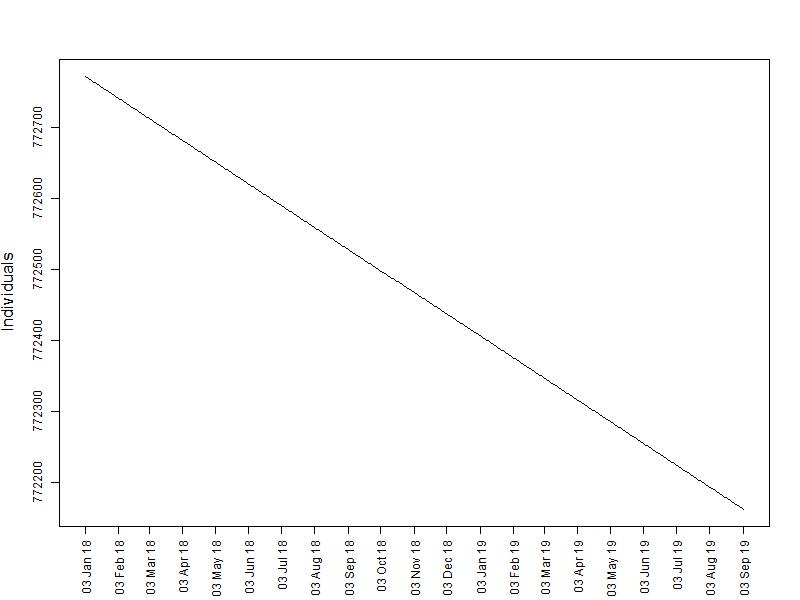 Individuals
772700
772600
772500
772400
772300
772200
03 Jan 18
03 Feb 18
03 Mar 18
03 Apr 18
03 May 18
03 Jun 18
03 Jul 18
03 Aug 18
03 Sep 18
03 Oct 18
03 Nov 18
03 Dec 18
03 Jan 19
03 Feb 19
03 Mar 19
03 Apr 19
03 May 19
03 Jun 19
03 Jul 19
03 Aug 19
03 Sep 19